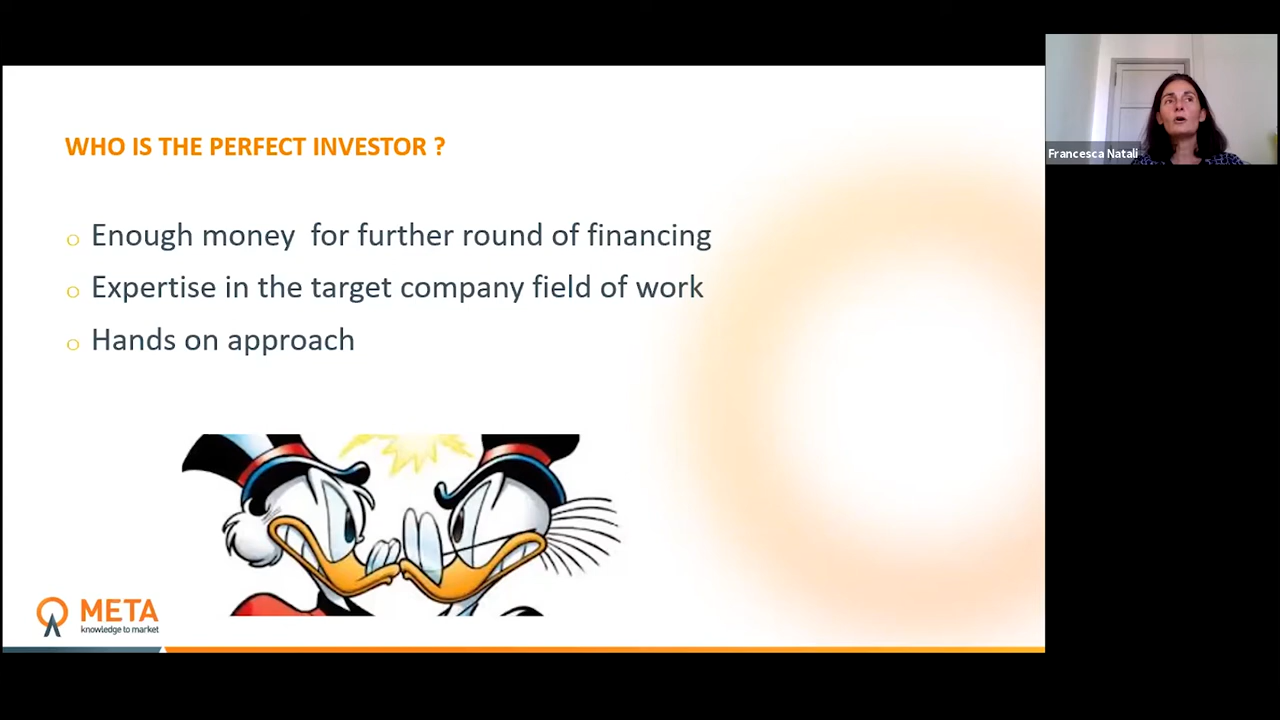 WHO IS THE PERFECT INVESTOR ?
Enough money  for further round of financing
Expertise in the target company field of work
Hands on approach
META
knowledge to market
Francesca Natali